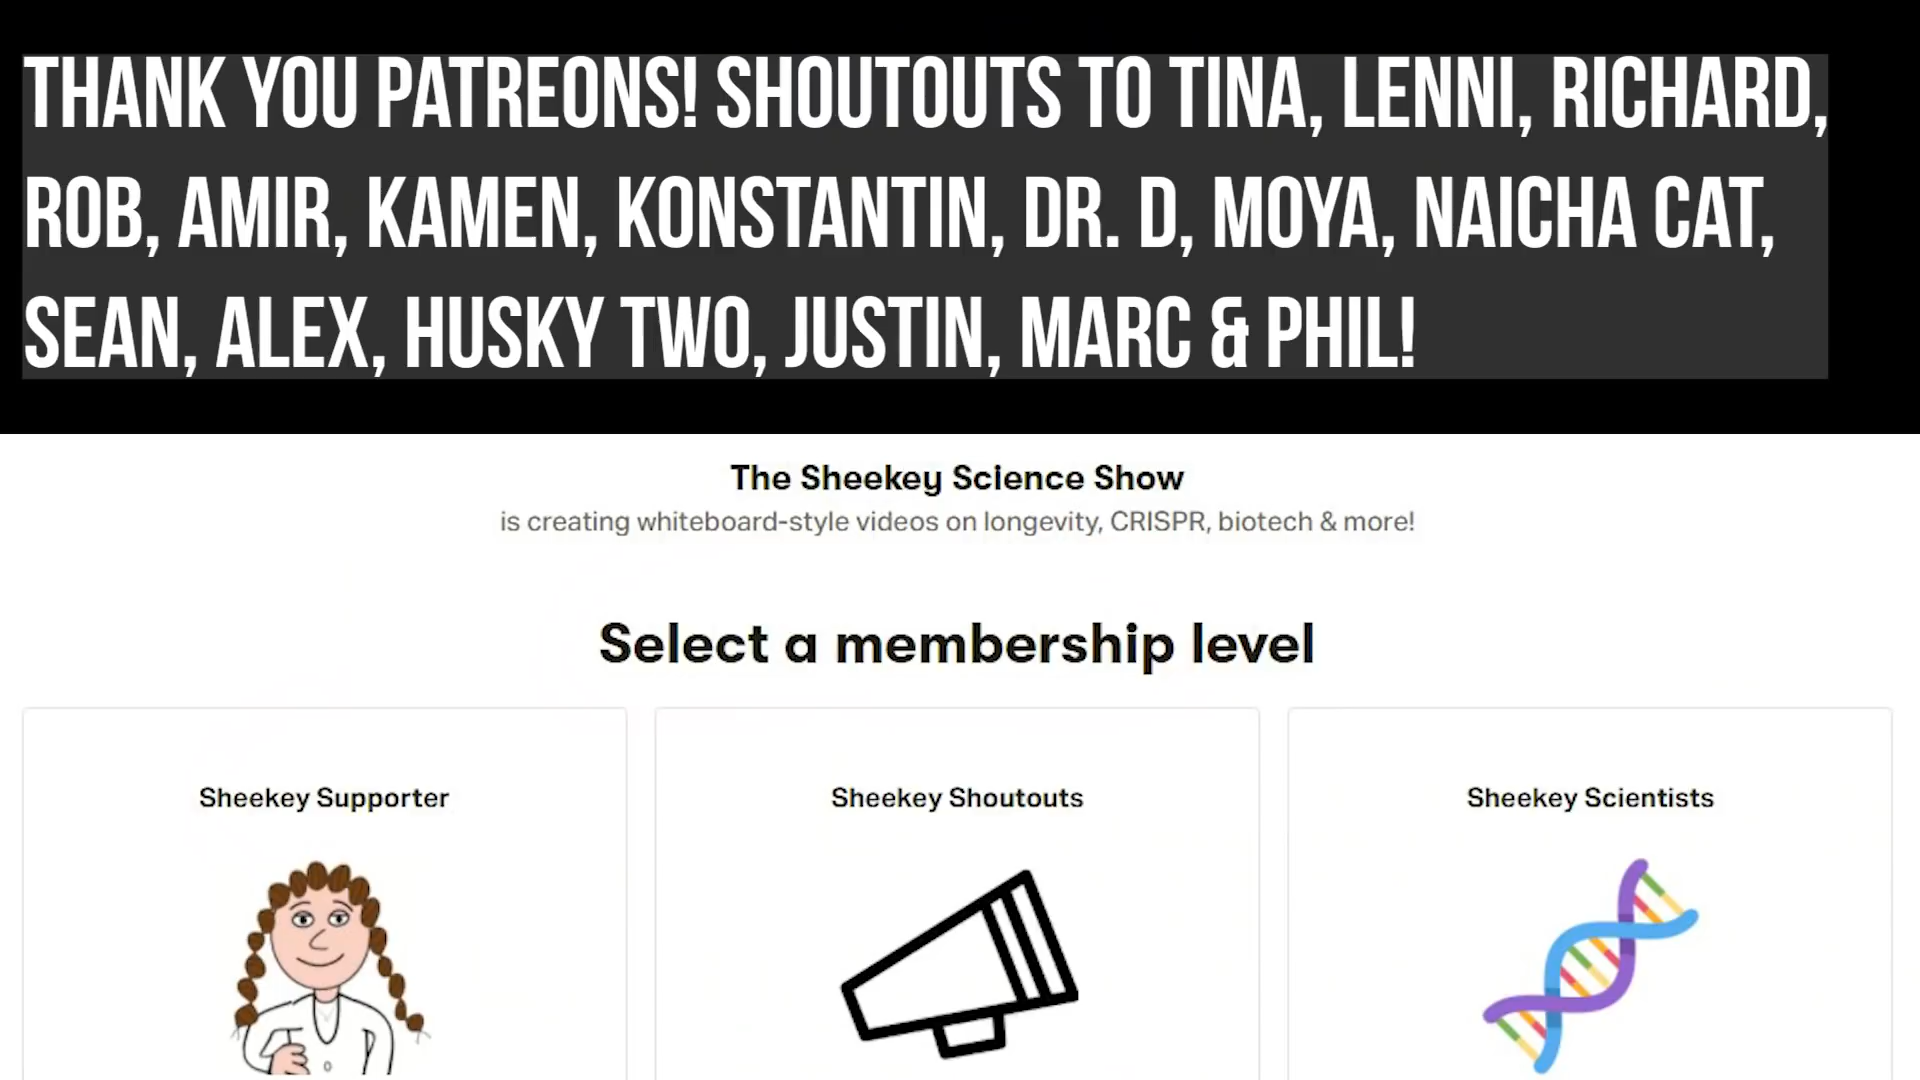 THANK YOU PATREONS! SHOUTOUTS TO TINA, LENNI, RICHARD,
ROB, AMIR, KAMEN, KONSTANTIN, DR. D, MOYA, NAICHA CAT,
SEAN, ALEX, HUSKY TWO, JUSTIN, MARC & PHIL!
The Sheekey Science Show
is creating whiteboard-style videos on longevity, CRISPR, biotech & more!
Select a membership level
Sheekey Supporter
Sheekey Shoutouts
Sheekey Scientists